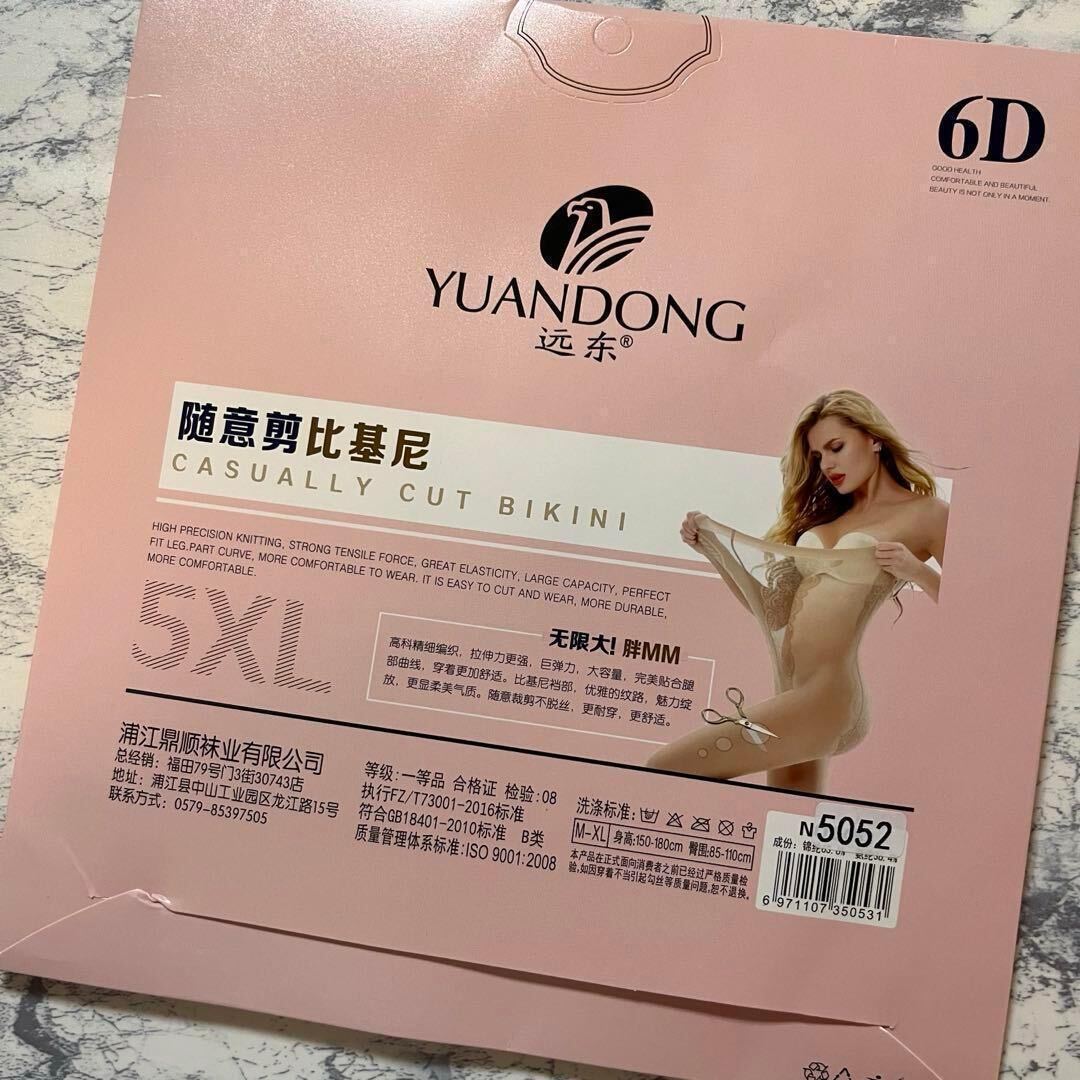 6D
GOOD HEALTH
COMFORTABLE AND BEAUTIFUL
BEAUTY IS NOT ONLY IN A MOMENT.
YUANDONG
远东®
随意剪比基尼
CASUALLY CUT BIKINI
HIGH PRECISION KNITTING, STRONG TENSILE FORCE, GREAT ELASTICITY, LARGE CAPACITY, PERFECT
FIT LEG.PART CURVE, MORE COMFORTABLE TO WEAR. IT IS EASY TO CUT AND WEAR, MORE DURABLE,
MORE COMFORTABLE.
5XL
无限大! 胖MM
高科精细编织，拉伸力更强，巨弹力，大容量，完美贴合腿
部曲线，穿着更加舒适。比基尼裆部，优雅的纹路，魅力绽
放，更显柔美气质。随意裁剪不脱丝，更耐穿，更舒适。
浦江鼎顺袜业有限公司
总经销：福田79号门3街30743店
地址：浦江县中山工业园区龙江路15号
联系方式：0579-85397505
等级:一等品 合格证 检验:08
执行FZ/T73001-2016标准
符合GB18401-2010标准 B类
质量管理体系标准:ISO 9001:2008
洗涤标准:
M-XL 身高:150-180cm 臀围:85-110cm
本产品在正式面向消费者之前已经过严格质量检
验,如因穿着不当引起勾丝等质量问题,恕不退换。
N5052
成份：锦纶
6 971107 350531